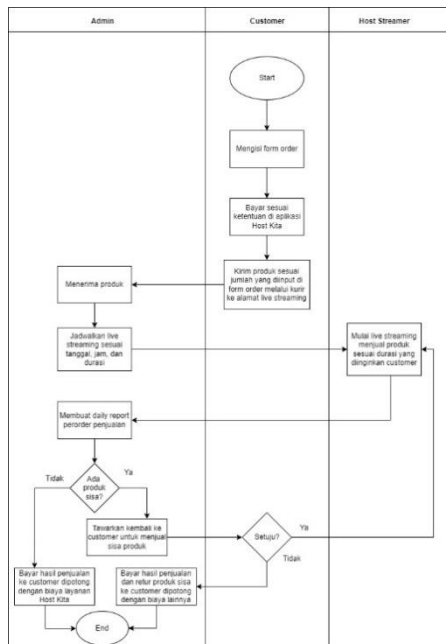 Admin
Customer
Host Streamer
Start
Mengisi form order
Bayar sesuai
ketentuan di aplikasi
Host Kita
Kirim produk sesuai
jumlah yang diinput di
form order melalui kurir
ke alamat live streaming
Menerima produk
Jadwalkan live
streaming sesuai
tanggal, jam, dan
durasi
Mulai live streaming
menjual produk
sesuai durasi yang
diinginkan customer
Membuat daily report
perorder penjualan
Tidak
Ada
produk
sisa?
Ya
Tawarkan kembali ke
customer untuk menjual
sisa produk
Setuju?
Ya
Tidak
Bayar hasil penjualan
ke customer dipotong
dengan biaya layanan
Host Kita
Bayar hasil penjualan
dan retur produk sisa
ke customer dipotong
dengan biaya lainnya
End